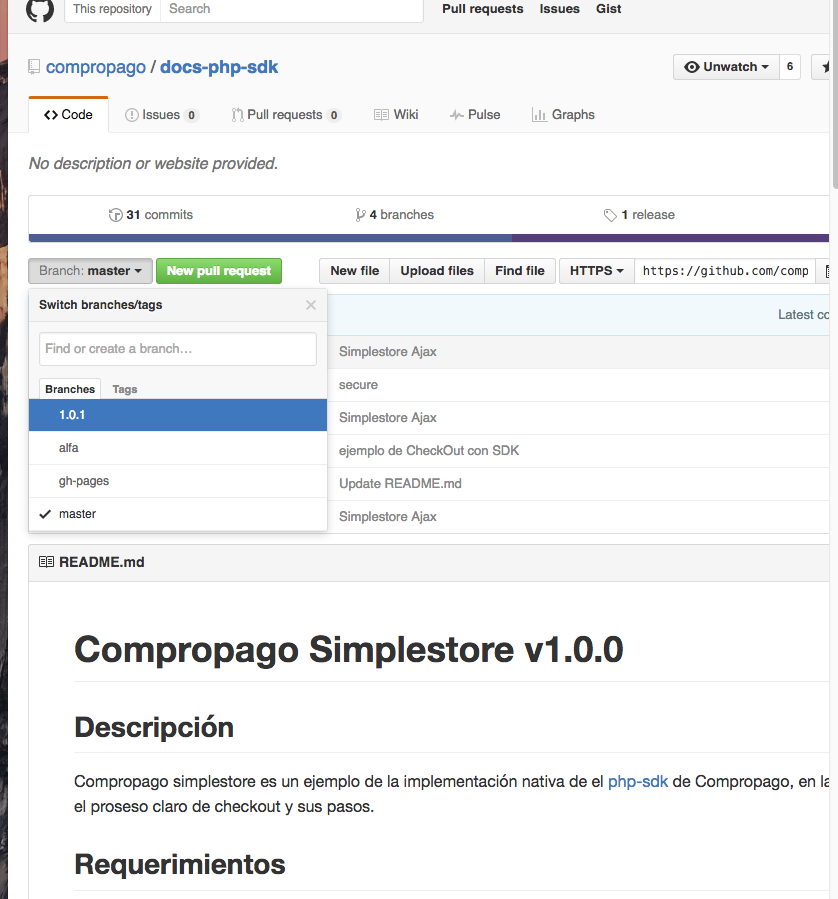 This repository Search Pull requests Issues Gist
compropago / docs-php-sdk Unwatch 6
Code Issues 0 Pull requests 0 Wiki Pulse Graphs
No description or website provided.
31 commits 4 branches 1 release
Branch: master New pull request New file Upload files Find file HTTPS https://github.com/comp
Switch branches/tags
Latest co
Find or create a branch…
Simplestore Ajax
Branches Tags
secure
1.0.1
Simplestore Ajax
alfa
ejemplo de CheckOut con SDK
gh-pages
Update README.md
master
Simplestore Ajax
README.md
Compropago Simplestore v1.0.0
Descripción
Compropago simplestore es un ejemplo de la implementación nativa de el php-sdk de Compropago, en la
el proseso claro de checkout y sus pasos.
Requerimientos